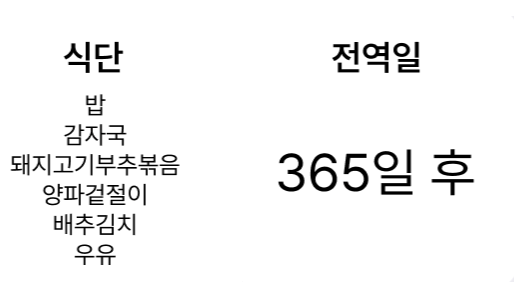 식단
밥
감자국
돼지고기부추볶음
양파겉절이
배추김치
우유
전역일
365일 후